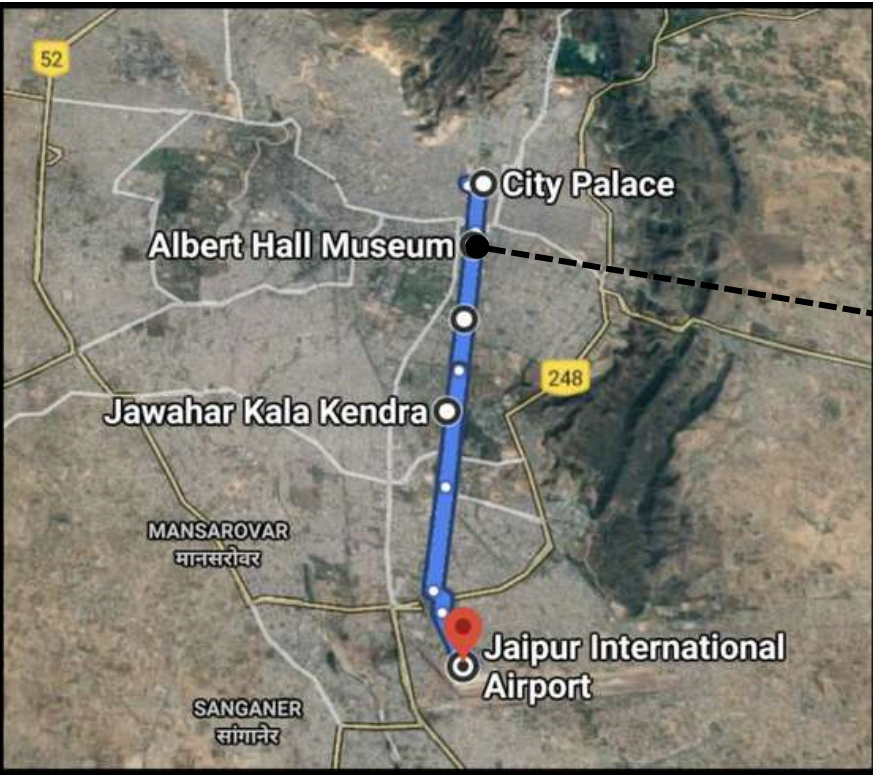 52
City Palace
Albert Hall Museum
248
Jawahar Kala Kendra
MANSAROVAR
मानसरोवर
Jaipur International
Airport
SANGANER
सांगानेर